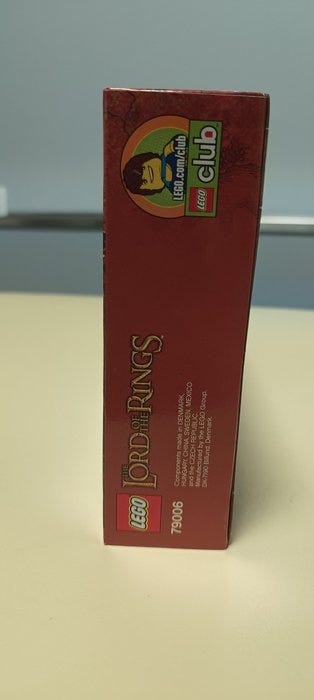 LEGO
THE
LORD OF THE RINGS
79006
Components made in DENMARK,
HUNGARY, CHINA, SWEDEN, MEXICO
and the CZECH REPUBLIC.
Manufactured by the LEGO Group.
DK-7190 Billund, Denmark.
LEGO.com/club
LEGO club